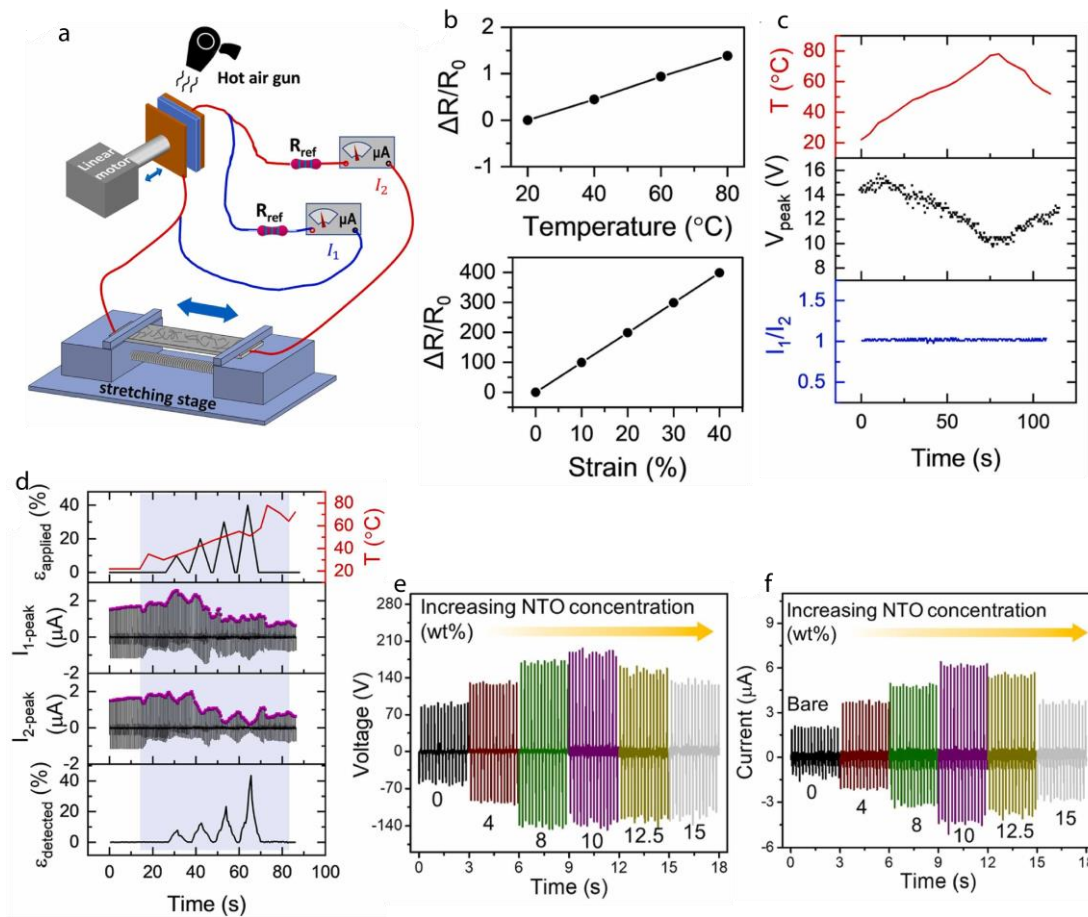 a
Hot air gun
Linear
motor
R_ref
μA
I_2
R_ref
μA
I_1
stretching stage
b
ΔR/R_0
2
1
0
-1
20 40 60 80
Temperature (°C)
ΔR/R_0
400
300
200
100
0
0 10 20 30 40
Strain (%)
c
T (°C)
80
60
40
20
V_peak (V)
16
14
12
10
8
I_1/I_2
1.5
1
0.5
0 50 100
Time (s)
d
ε_applied (%)
40
20
0
T (°C)
80
60
40
20
I_1-peak (μA)
2
0
2
I_2-peak (μA)
2
0
2
ε_detected (%)
40
20
0
0 20 40 60 80 100
Time (s)
e
Increasing NTO concentration
(wt%)
Voltage (V)
280
210
140
70
0
-70
-140
0
4
8
10
12.5
15
0 3 6 9 12 15 18
Time (s)
f
Increasing NTO concentration
(wt%)
Bare
Current (μA)
9
6
3
0
-3
-6
0
4
8
10
12.5
15
0 3 6 9 12 15 18
Time (s)